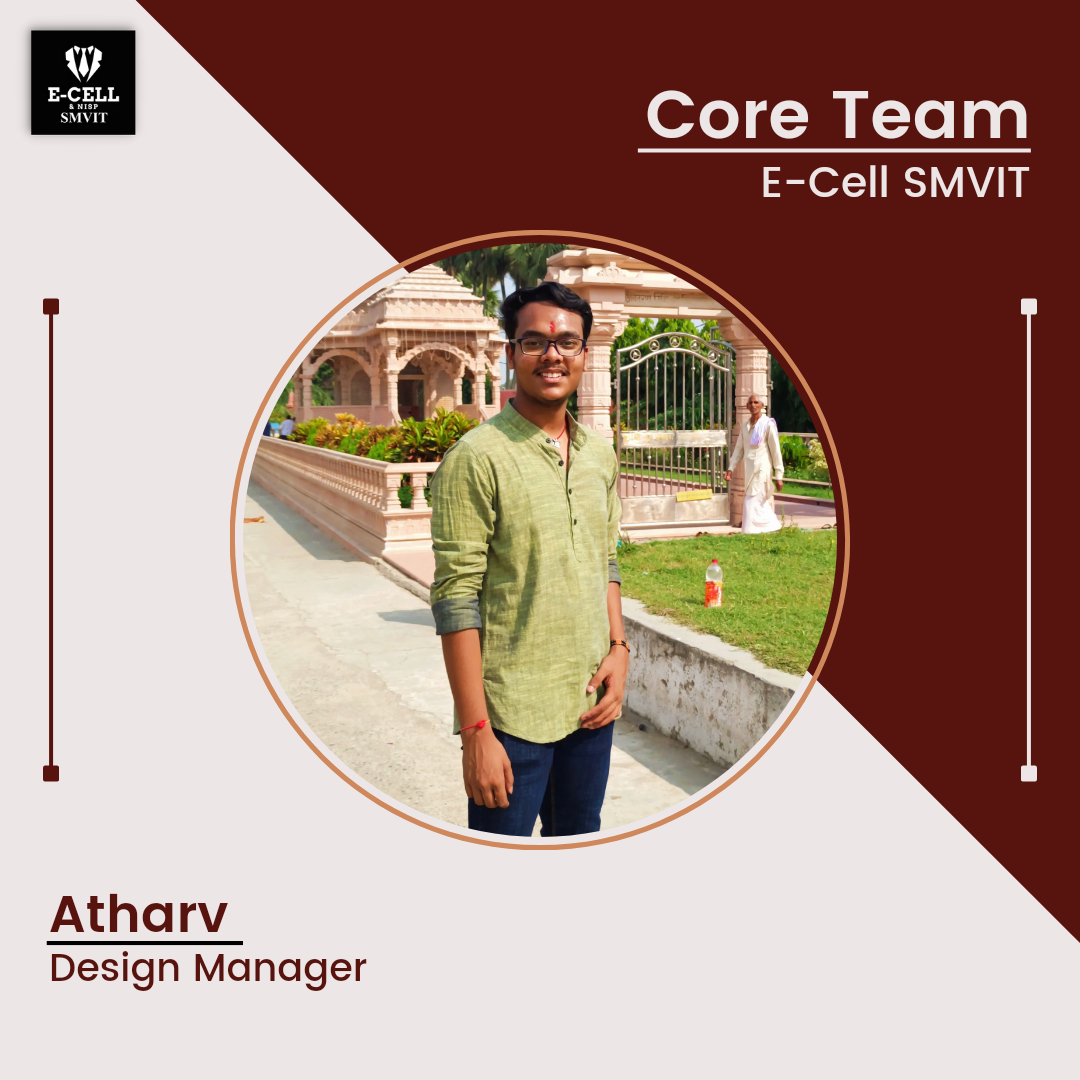 E-CELL
& NISP
SMVIT
Core Team
E-Cell SMVIT
Atharv
Design Manager